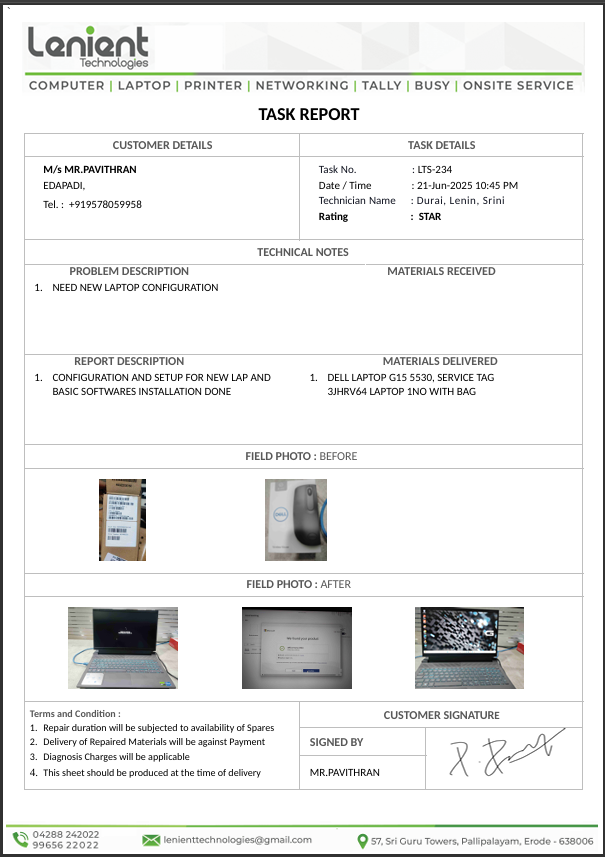 Lenient
Technologies
COMPUTER | LAPTOP | PRINTER | NETWORKING | TALLY | BUSY | ONSITE SERVICE
TASK REPORT
CUSTOMER DETAILS
M/s MR.PAVITHRAN
EDAPADI,
Tel. : +919578059958
TASK DETAILS
Task No. : LTS-234
Date / Time : 21-Jun-2025 10:45 PM
Technician Name : Durai, Lenin, Srini
Rating : STAR
TECHNICAL NOTES
PROBLEM DESCRIPTION
1. NEED NEW LAPTOP CONFIGURATION
MATERIALS RECEIVED
REPORT DESCRIPTION
1. CONFIGURATION AND SETUP FOR NEW LAP AND
BASIC SOFTWARES INSTALLATION DONE
MATERIALS DELIVERED
1. DELL LAPTOP G15 5530, SERVICE TAG
3JHRV64 LAPTOP 1NO WITH BAG
FIELD PHOTO : BEFORE
DELL
FIELD PHOTO : AFTER
Terms and Condition :
1. Repair duration will be subjected to availability of Spares
2. Delivery of Repaired Materials will be against Payment
3. Diagnosis Charges will be applicable
4. This sheet should be produced at the time of delivery
CUSTOMER SIGNATURE
SIGNED BY
MR.PAVITHRAN
04288 242022
99656 22022
lenienttechnologies@gmail.com
57, Sri Guru Towers, Pallipalayam, Erode - 638006